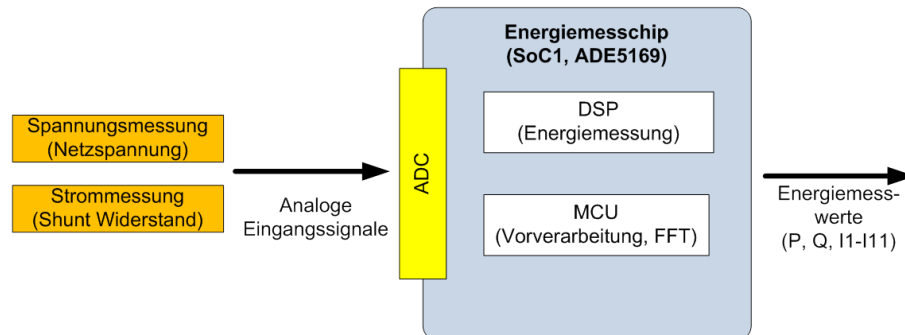 Energiemesschip
(SoC1, ADE5169)
Spannungsmessung
(Netzspannung)
Strommessung
(Shunt Widerstand)
Analoge
Eingangssignale
ADC
DSP
(Energiemessung)
MCU
(Vorverarbeitung, FFT)
Energiemess-
werte
(P, Q, I1-I11)